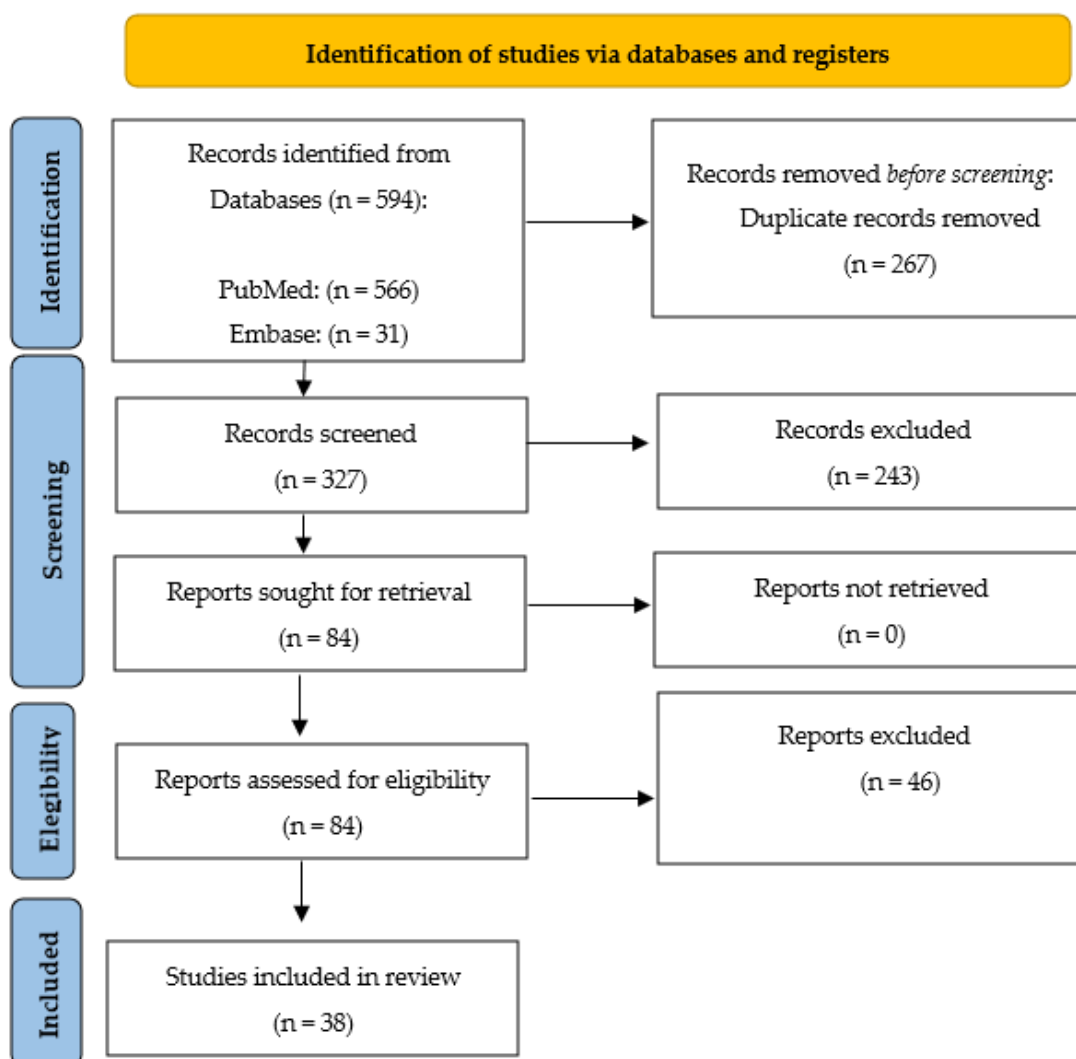 Identification of studies via databases and registers
Identification
Records identified from
Databases (n = 594):
PubMed: (n = 566)
Embase: (n = 31)
Records removed before screening:
Duplicate records removed
(n = 267)
Screening
Records screened
(n = 327)
Records excluded
(n = 243)
Reports sought for retrieval
(n = 84)
Reports not retrieved
(n = 0)
Elegibility
Reports assessed for eligibility
(n = 84)
Reports excluded
(n = 46)
Included
Studies included in review
(n = 38)